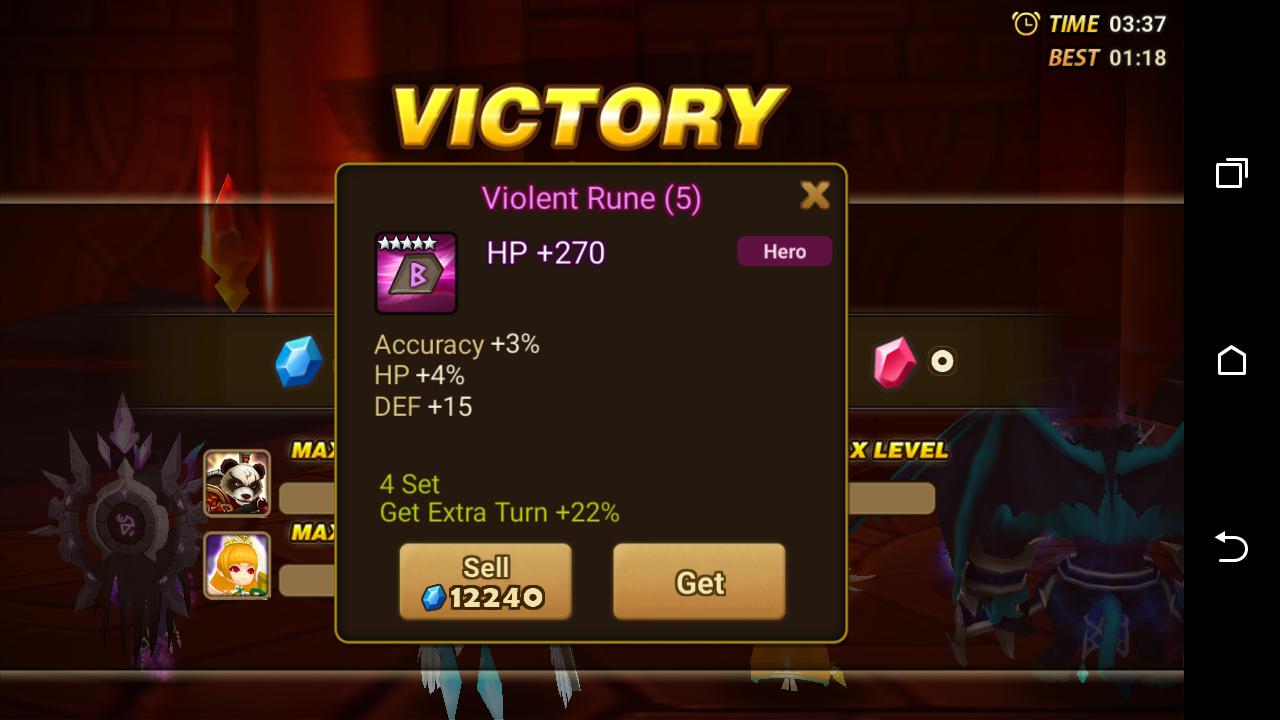 TIME 03:37
BEST 01:18
VICTORY
Violent Rune (5)
HP +270
Hero
Accuracy +3%
HP +4%
DEF +15
0
MAX
X LEVEL
MAX
4 Set
Get Extra Turn +22%
Sell
12240
Get